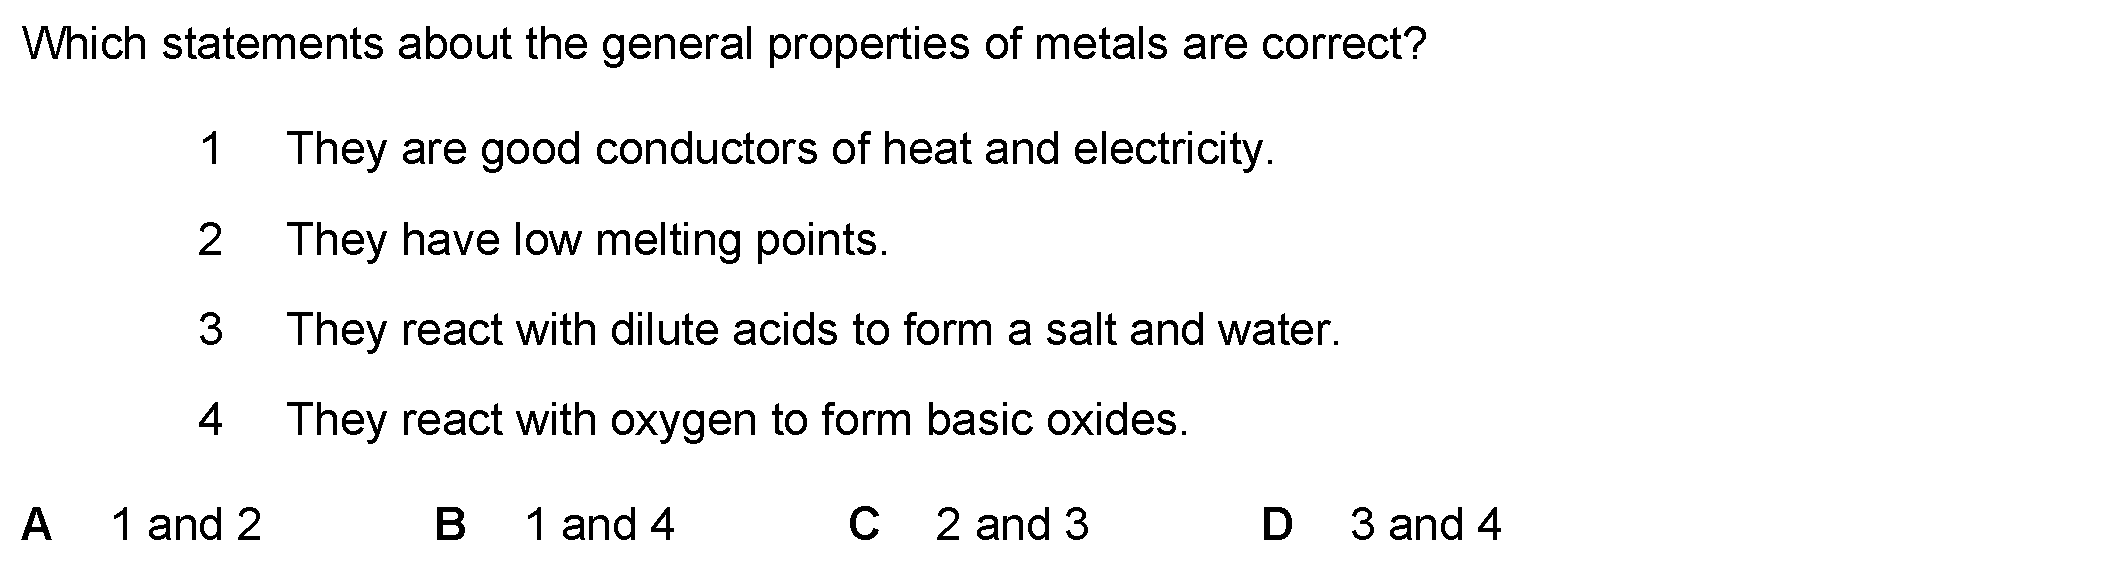 Which statements about the general properties of metals are correct?
1 They are good conductors of heat and electricity.
2 They have low melting points.
3 They react with dilute acids to form a salt and water.
4 They react with oxygen to form basic oxides.
A 1 and 2 B 1 and 4 C 2 and 3 D 3 and 4